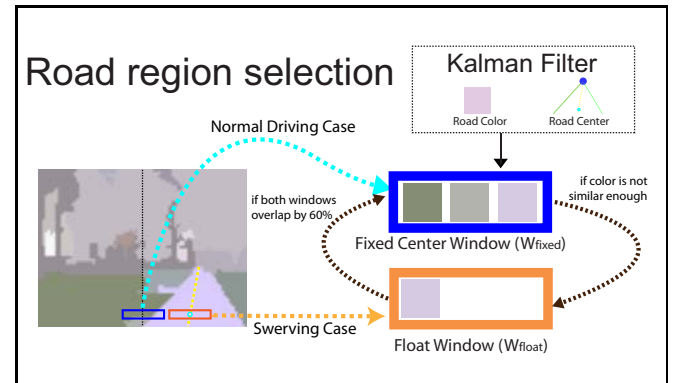 Road region selection
Kalman Filter
Road Color
Road Center
Normal Driving Case
if both windows
overlap by 60%
if color is not
similar enough
Fixed Center Window (Wfixed)
Swerving Case
Float Window (Wfloat)